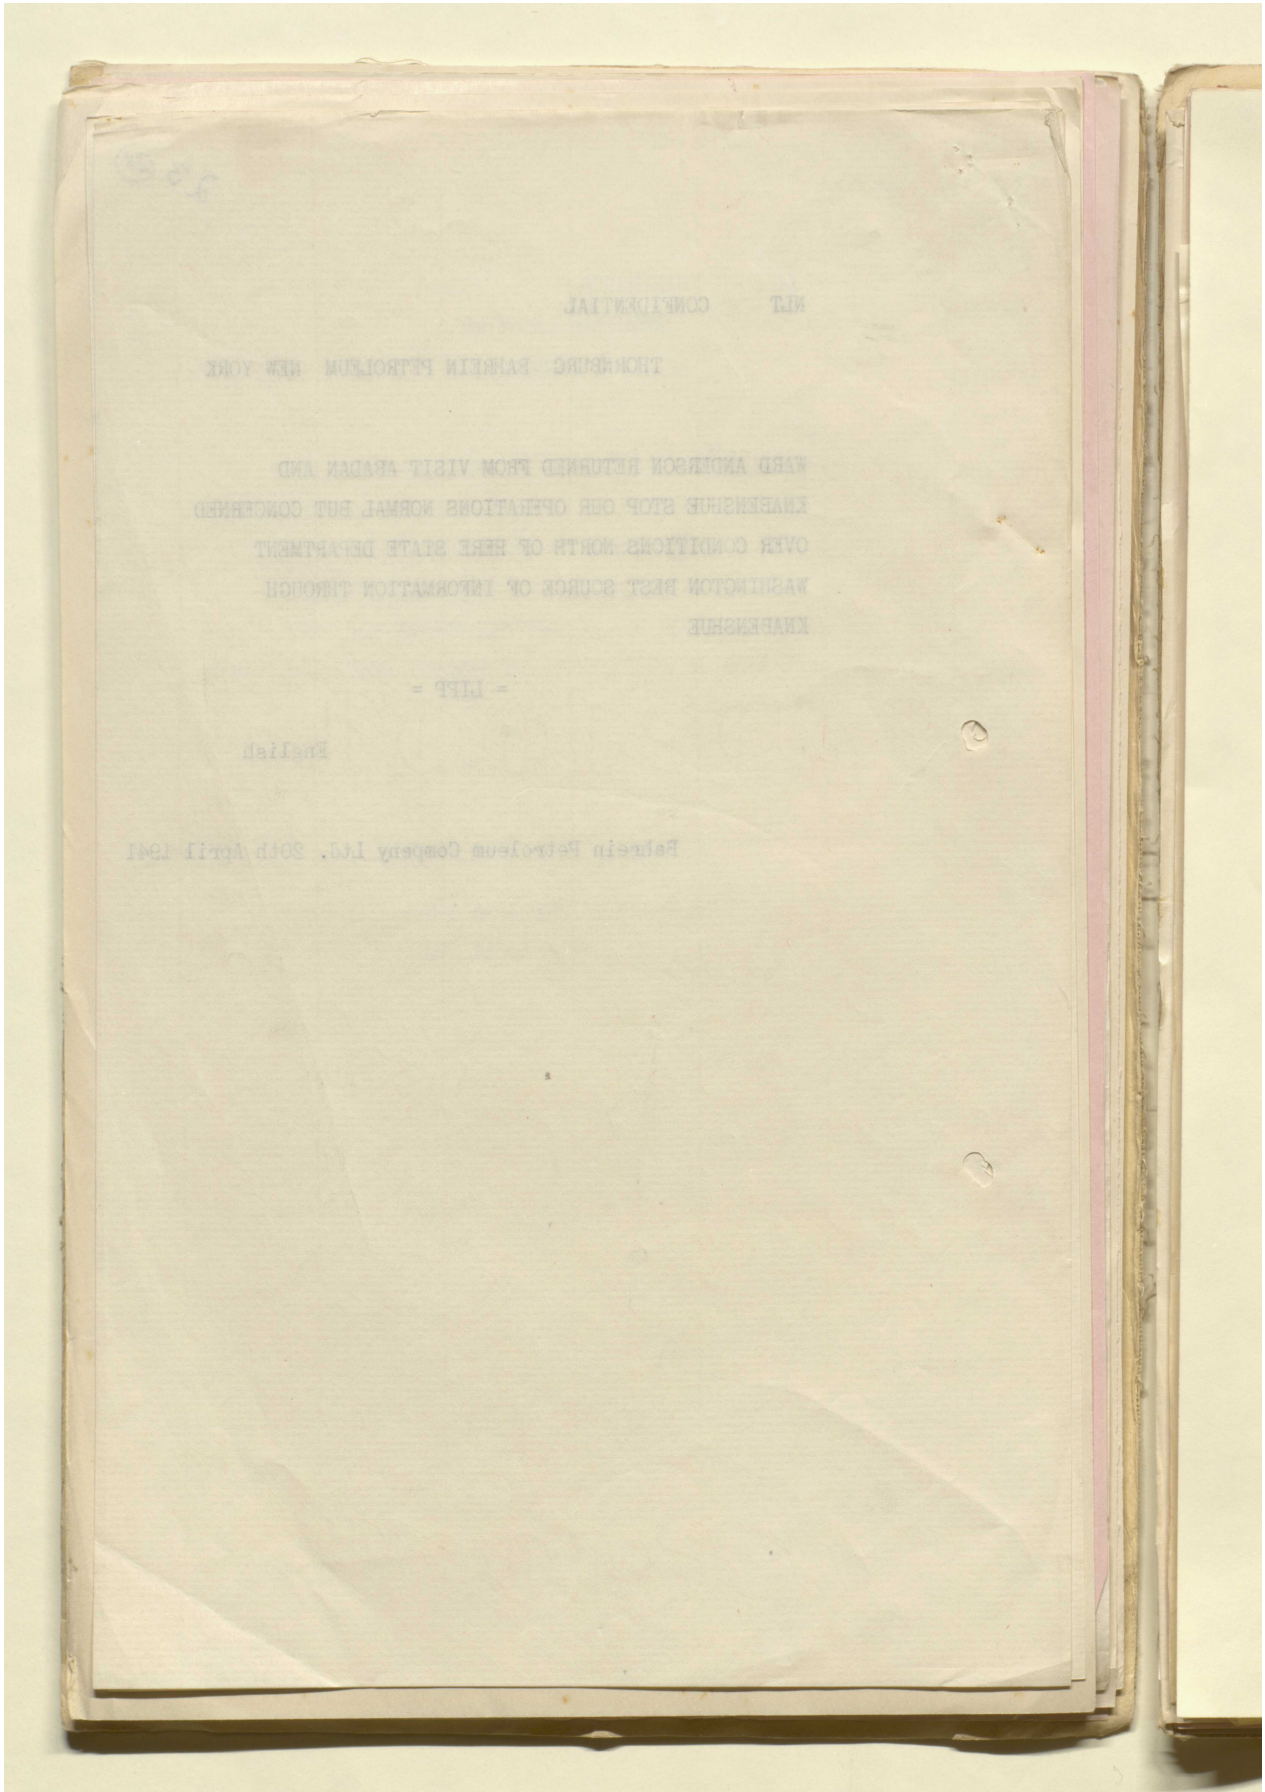 NLT CONFIDENTIAL
THORNBURG BAHREIN PETROLEUM NEW YORK
WARD ANDERSON RETURNED FROM VISIT ABADAN AND
KNABENSHUE STOP OUR OPERATIONS NORMAL BUT CONCERNED
OVER CONDITIONS NORTH OF HERE STATE DEPARTMENT
WASHINGTON BEST SOURCE OF INFORMATION THROUGH
KNABENSHUE
= LIPP =
English
Bahrein Petroleum Company Ltd. 20th April 1941